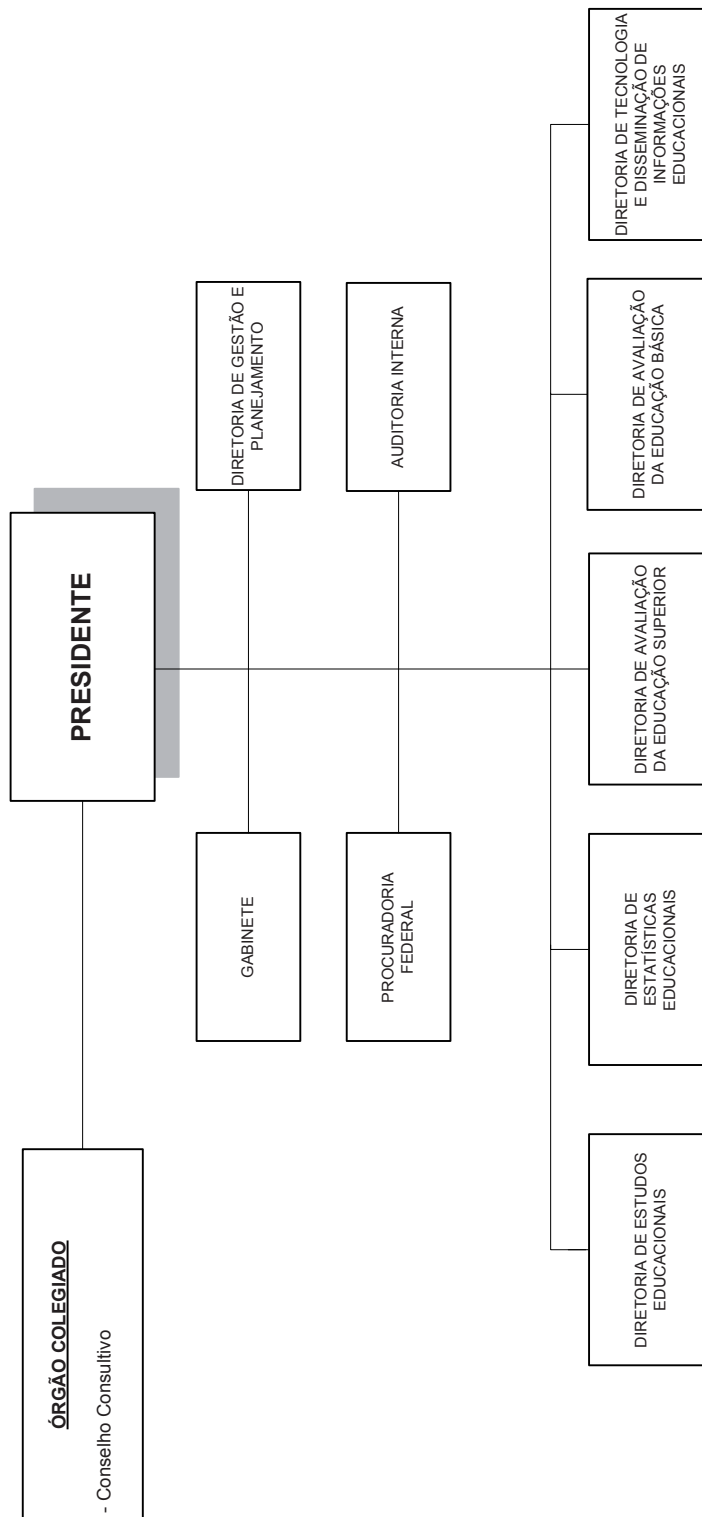 ÓRGÃO COLEGIADO
- Conselho Consultivo
PRESIDENTE
GABINETE
DIRETORIA DE GESTÃO E
PLANEJAMENTO
PROCURADORIA
FEDERAL
AUDITORIA INTERNA
DIRETORIA DE ESTUDOS
EDUCACIONAIS
DIRETORIA DE
ESTATÍSTICAS
EDUCACIONAIS
DIRETORIA DE AVALIAÇÃO
DA EDUCAÇÃO SUPERIOR
DIRETORIA DE AVALIAÇÃO
DA EDUCAÇÃO BÁSICA
DIRETORIA DE TECNOLOGIA
E DISSEMINAÇÃO DE
INFORMAÇÕES
EDUCACIONAIS